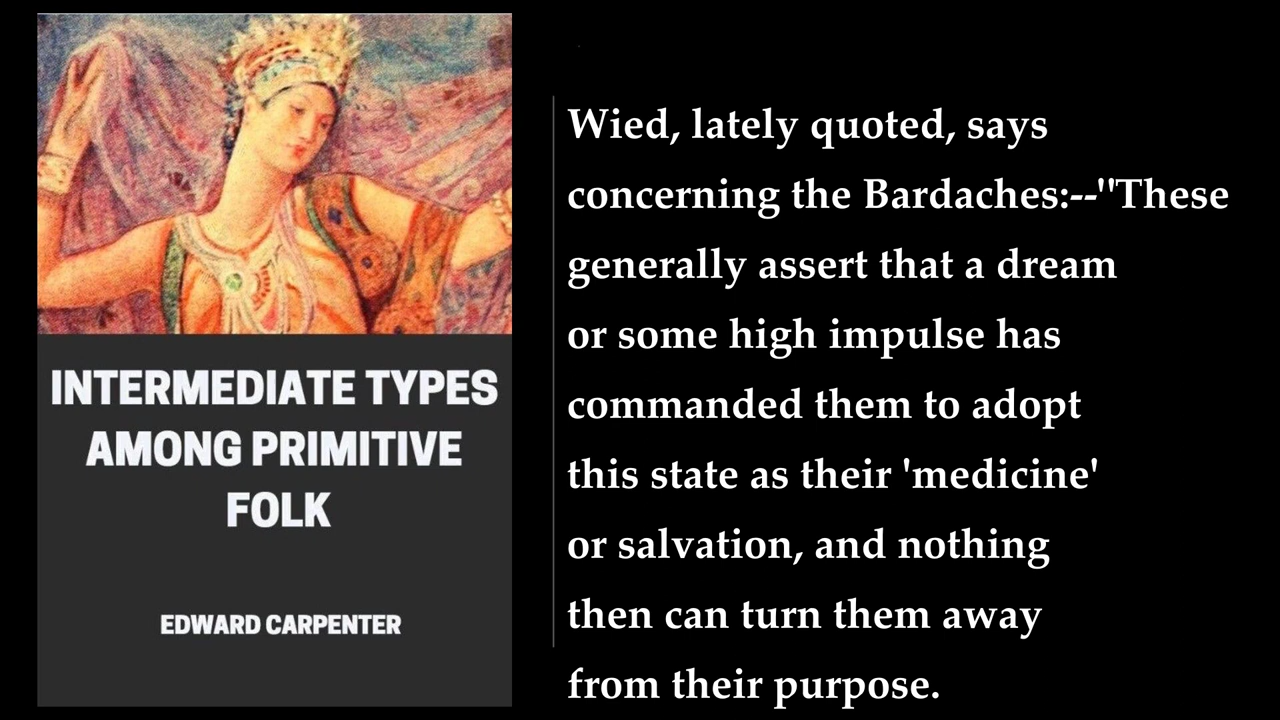 INTERMEDIATE TYPES
AMONG PRIMITIVE
FOLK
EDWARD CARPENTER
Wied, lately quoted, says
concerning the Bardaches:--"These
generally assert that a dream
or some high impulse has
commanded them to adopt
this state as their 'medicine'
or salvation, and nothing
then can turn them away
from their purpose.